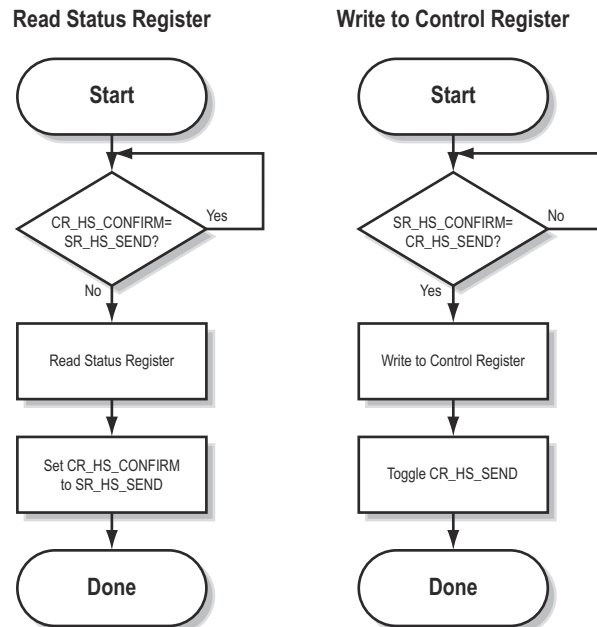 Read Status Register
Start
CR_HS_CONFIRM=
SR_HS_SEND?
Yes
No
Read Status Register
Set CR_HS_CONFIRM
to SR_HS_SEND
Done
Write to Control Register
Start
SR_HS_CONFIRM=
CR_HS_SEND?
No
Yes
Write to Control Register
Toggle CR_HS_SEND
Done